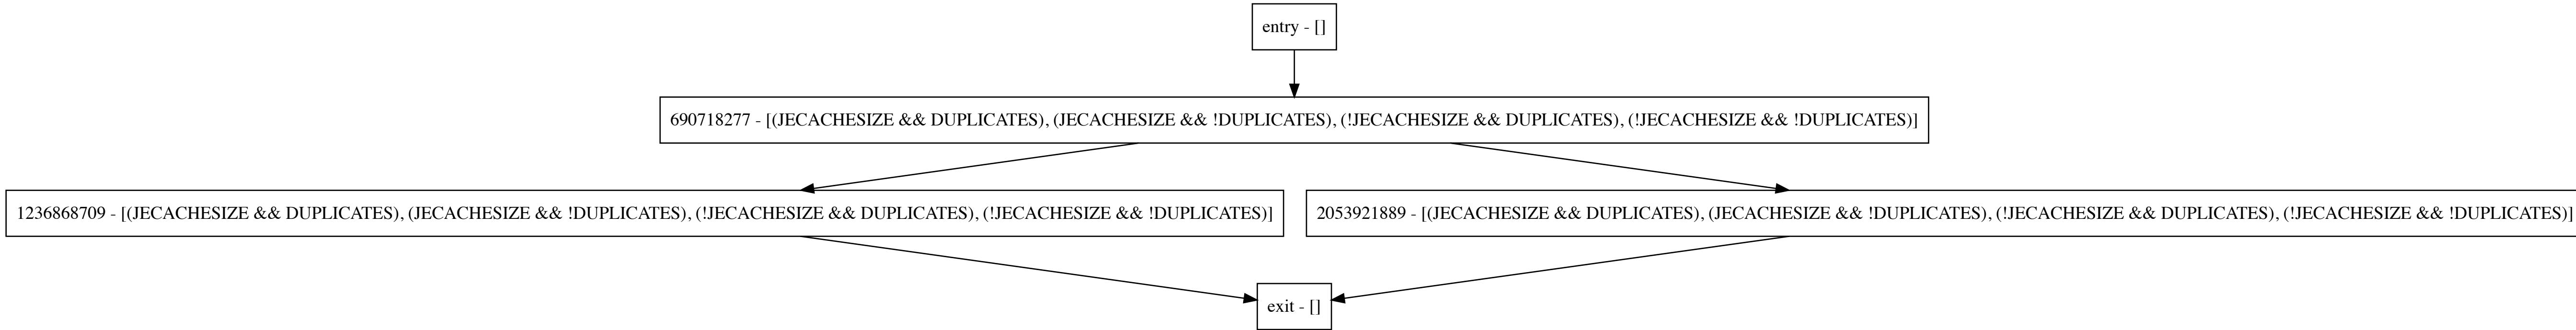 entry - []
690718277 - [(JECACHESIZE && DUPLICATES), (JECACHESIZE && !DUPLICATES), (!JECACHESIZE && DUPLICATES), (!JECACHESIZE && !DUPLICATES)]
1236868709 - [(JECACHESIZE && DUPLICATES), (JECACHESIZE && !DUPLICATES), (!JECACHESIZE && DUPLICATES), (!JECACHESIZE && !DUPLICATES)]
2053921889 - [(JECACHESIZE && DUPLICATES), (JECACHESIZE && !DUPLICATES), (!JECACHESIZE && DUPLICATES), (!JECACHESIZE && !DUPLICATES)]
exit - []